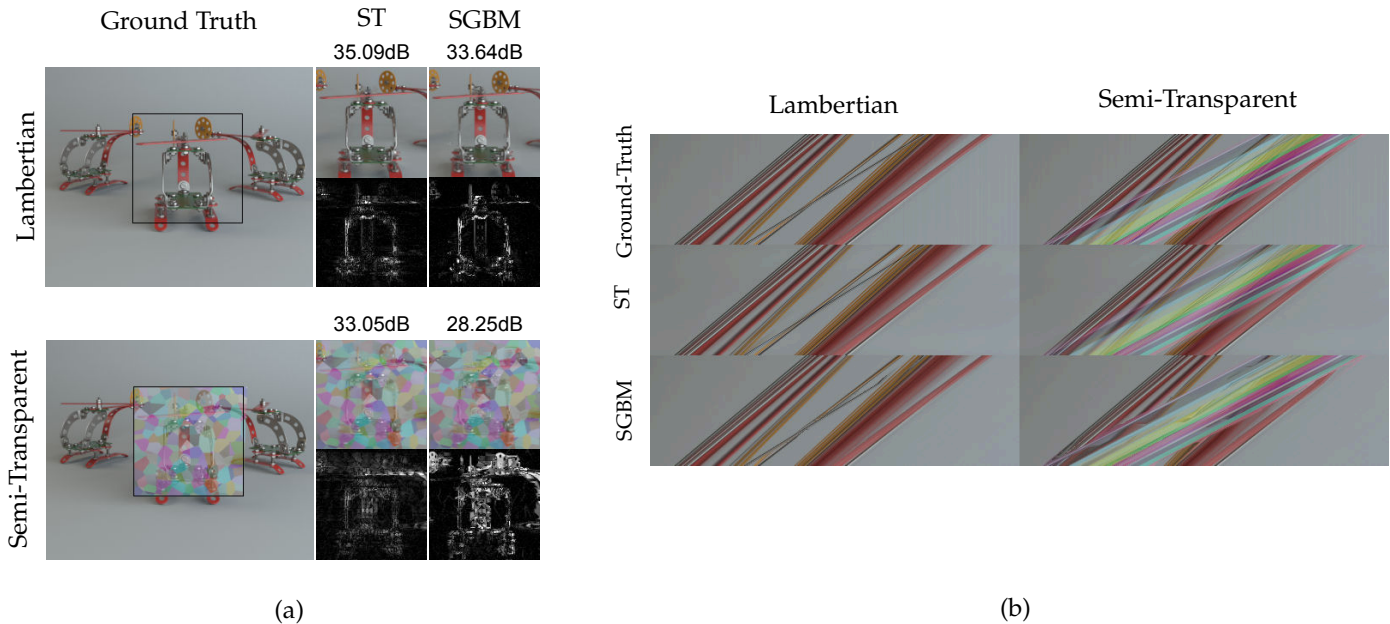 Ground Truth
ST
SGBM
35.09dB
33.64dB
Lambertian
33.05dB
28.25dB
Semi-Transparent
(a)
Lambertian
Semi-Transparent
Ground-Truth
ST
SGBM
(b)